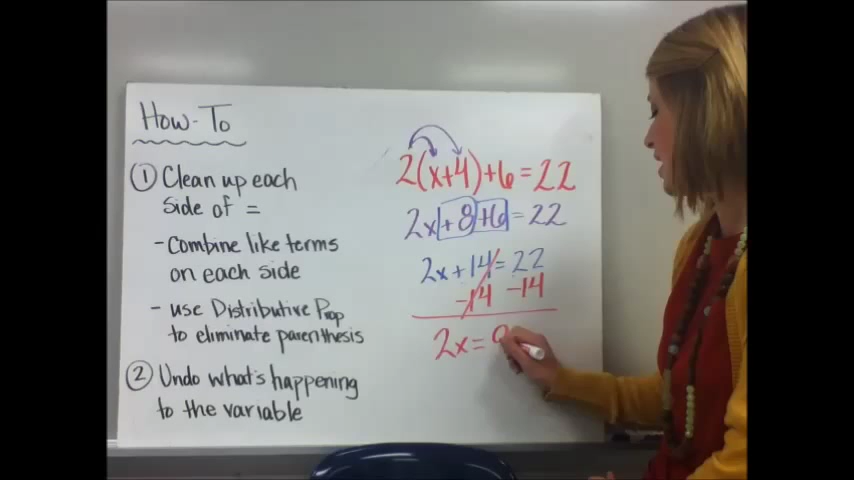 How-To
① Clean up each
side of =
- Combine like terms
on each side
- use Distributive Prop
to eliminate parenthesis
② Undo what's happening
to the variable
2(x+4)+6=22
2x+8+6=22
2x+14=22
-14 -14
2x=